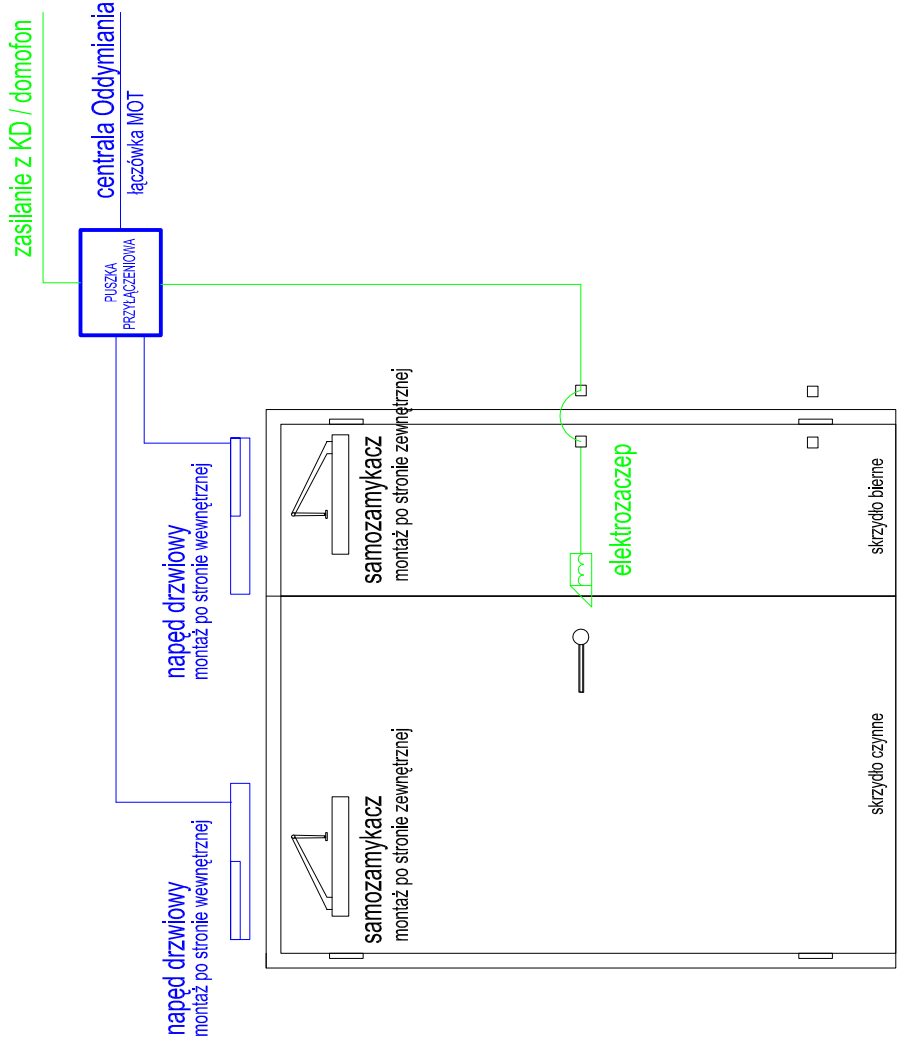 zasilanie z KD / domofon
centrala Oddymiania
łączówka MOT
PUSZKA
PRZYŁĄCZENIOWA
napęd drzwiowy
montaż po stronie wewnętrznej
napęd drzwiowy
montaż po stronie wewnętrznej
samozamykacz
montaż po stronie zewnętrznej
samozamykacz
montaż po stronie zewnętrznej
elektrozaczep
skrzydło czynne
skrzydło bierne